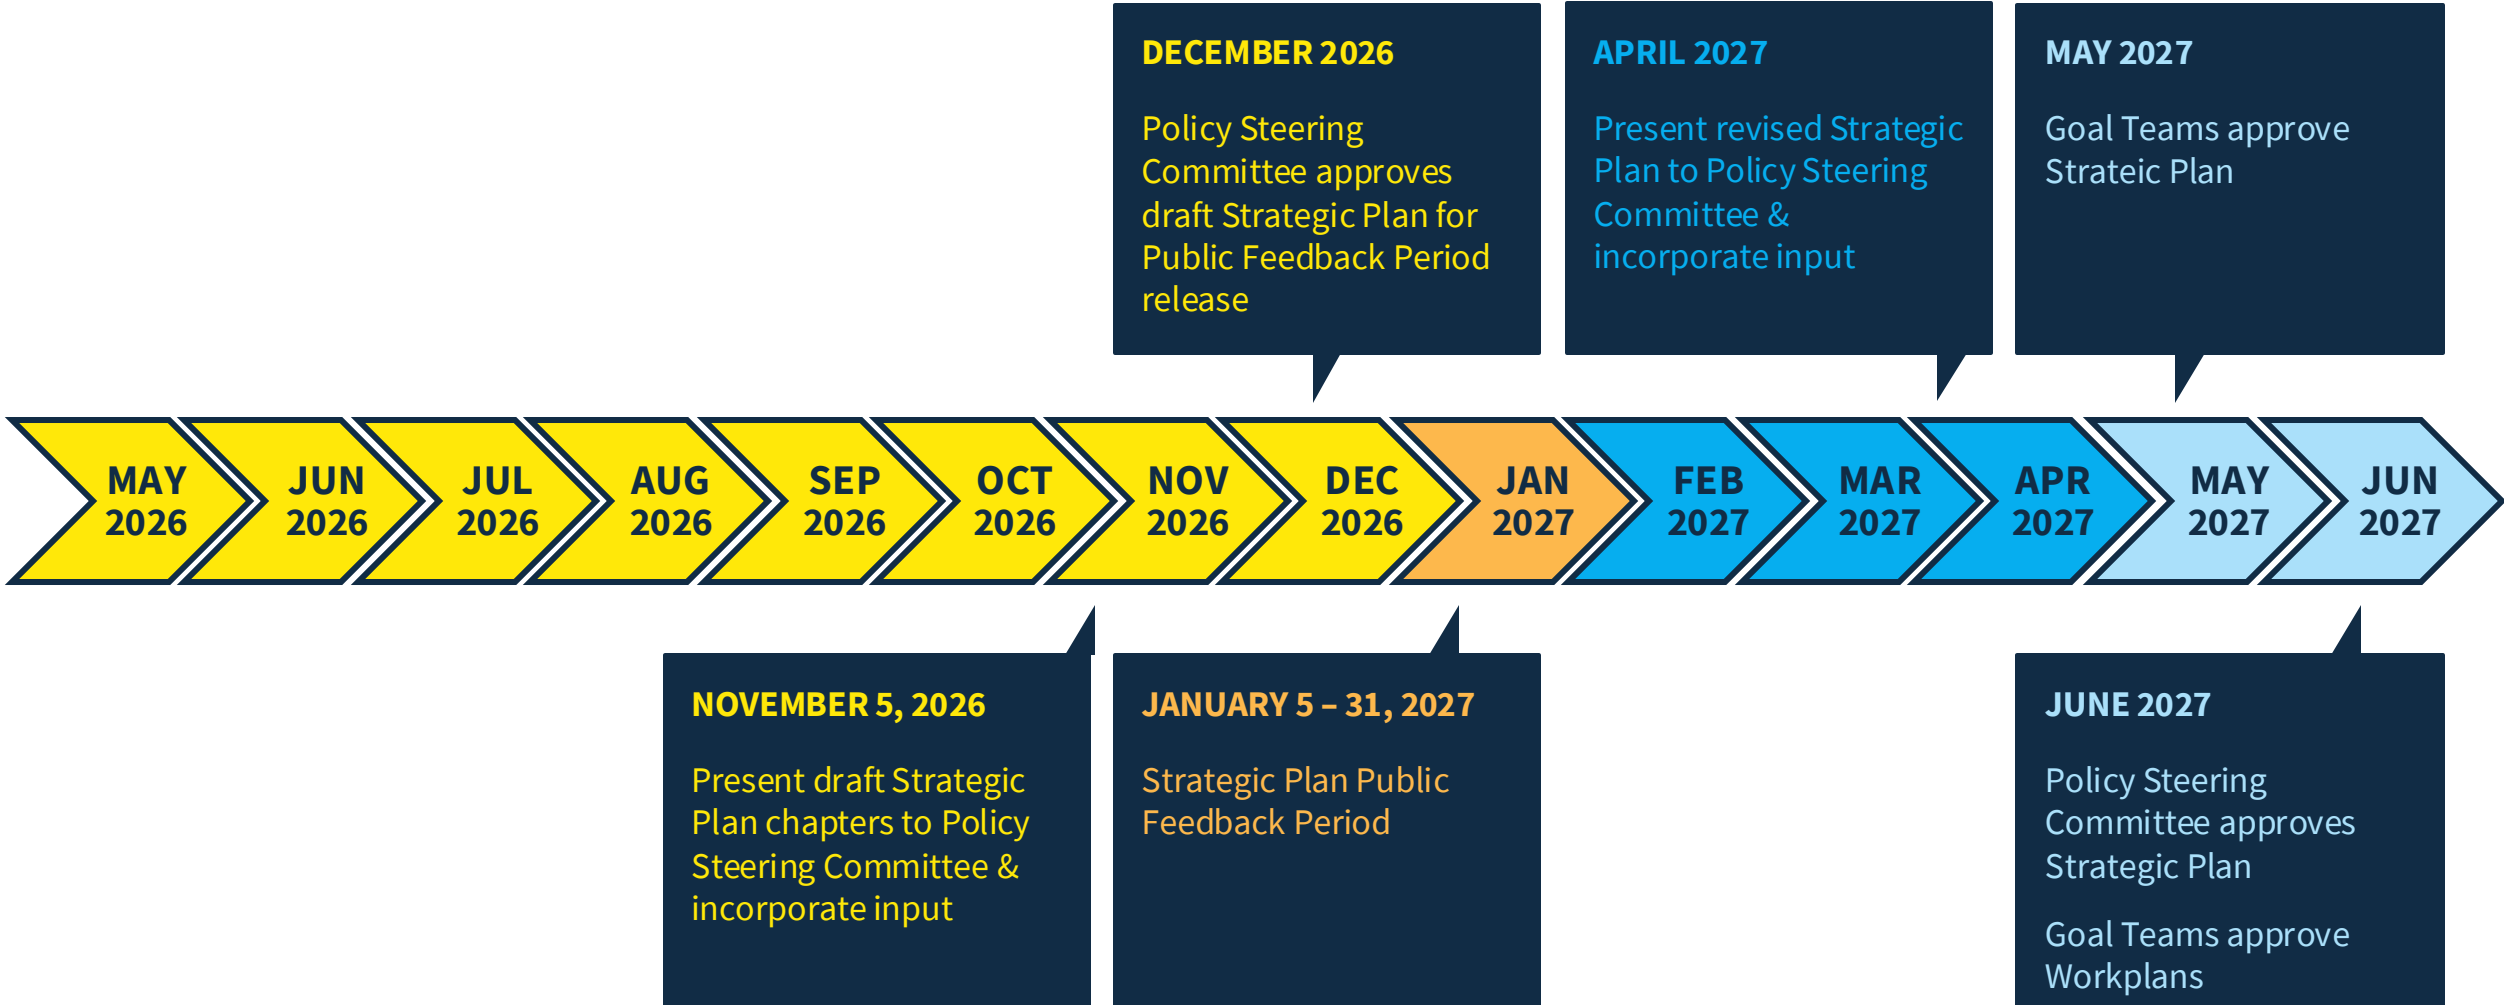 DECEMBER 2026
Policy Steering
Committee approves
draft Strategic Plan for
Public Feedback Period
release
APRIL 2027
Present revised Strategic
Plan to Policy Steering
Committee &
incorporate input
MAY 2027
Goal Teams approve
Strateic Plan
MAY
2026
JUN
2026
JUL
2026
AUG
2026
SEP
2026
OCT
2026
NOV
2026
DEC
2026
JAN
2027
FEB
2027
MAR
2027
APR
2027
MAY
2027
JUN
2027
NOVEMBER 5, 2026
Present draft Strategic
Plan chapters to Policy
Steering Committee &
incorporate input
JANUARY 5 – 31, 2027
Strategic Plan Public
Feedback Period
JUNE 2027
Policy Steering
Committee approves
Strategic Plan
Goal Teams approve
Workplans